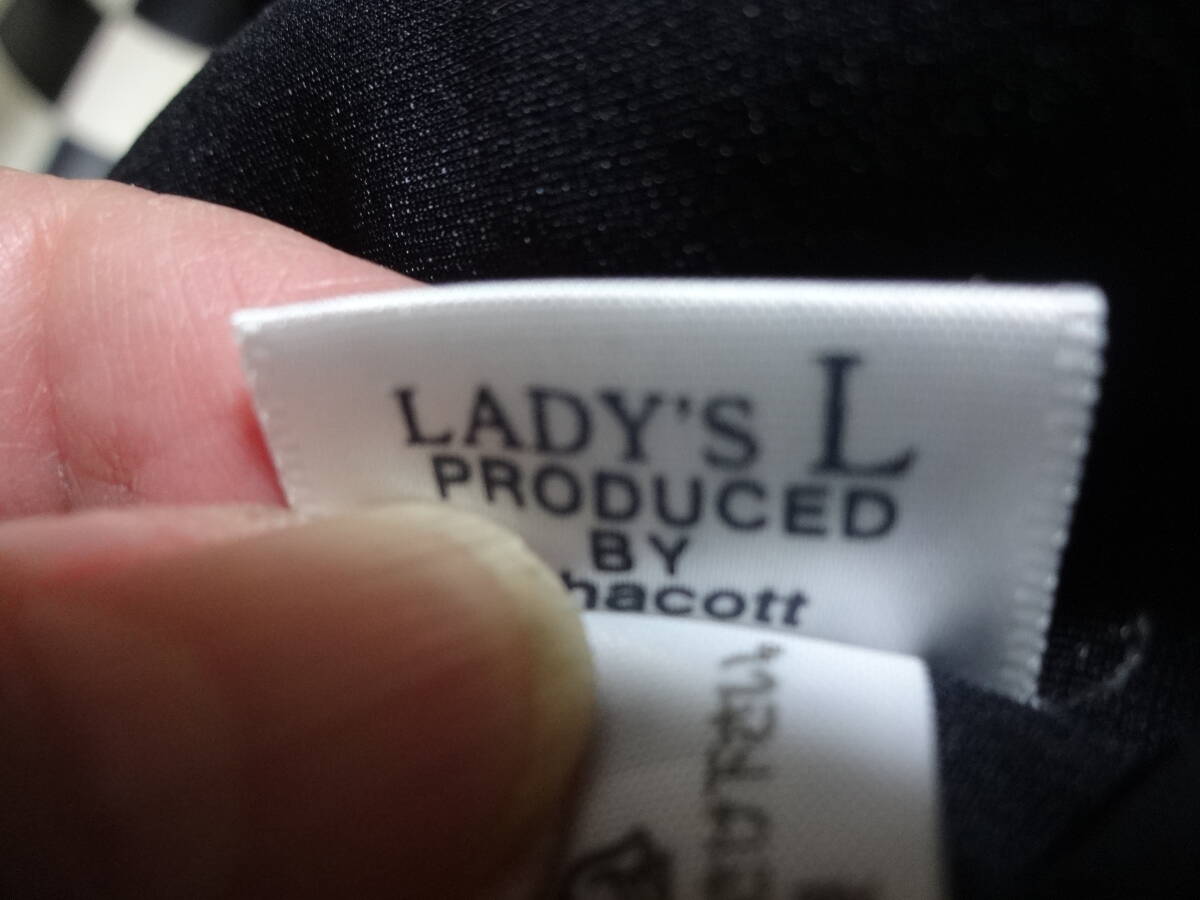 LADY'S L
PRODUCED
BY
hacott